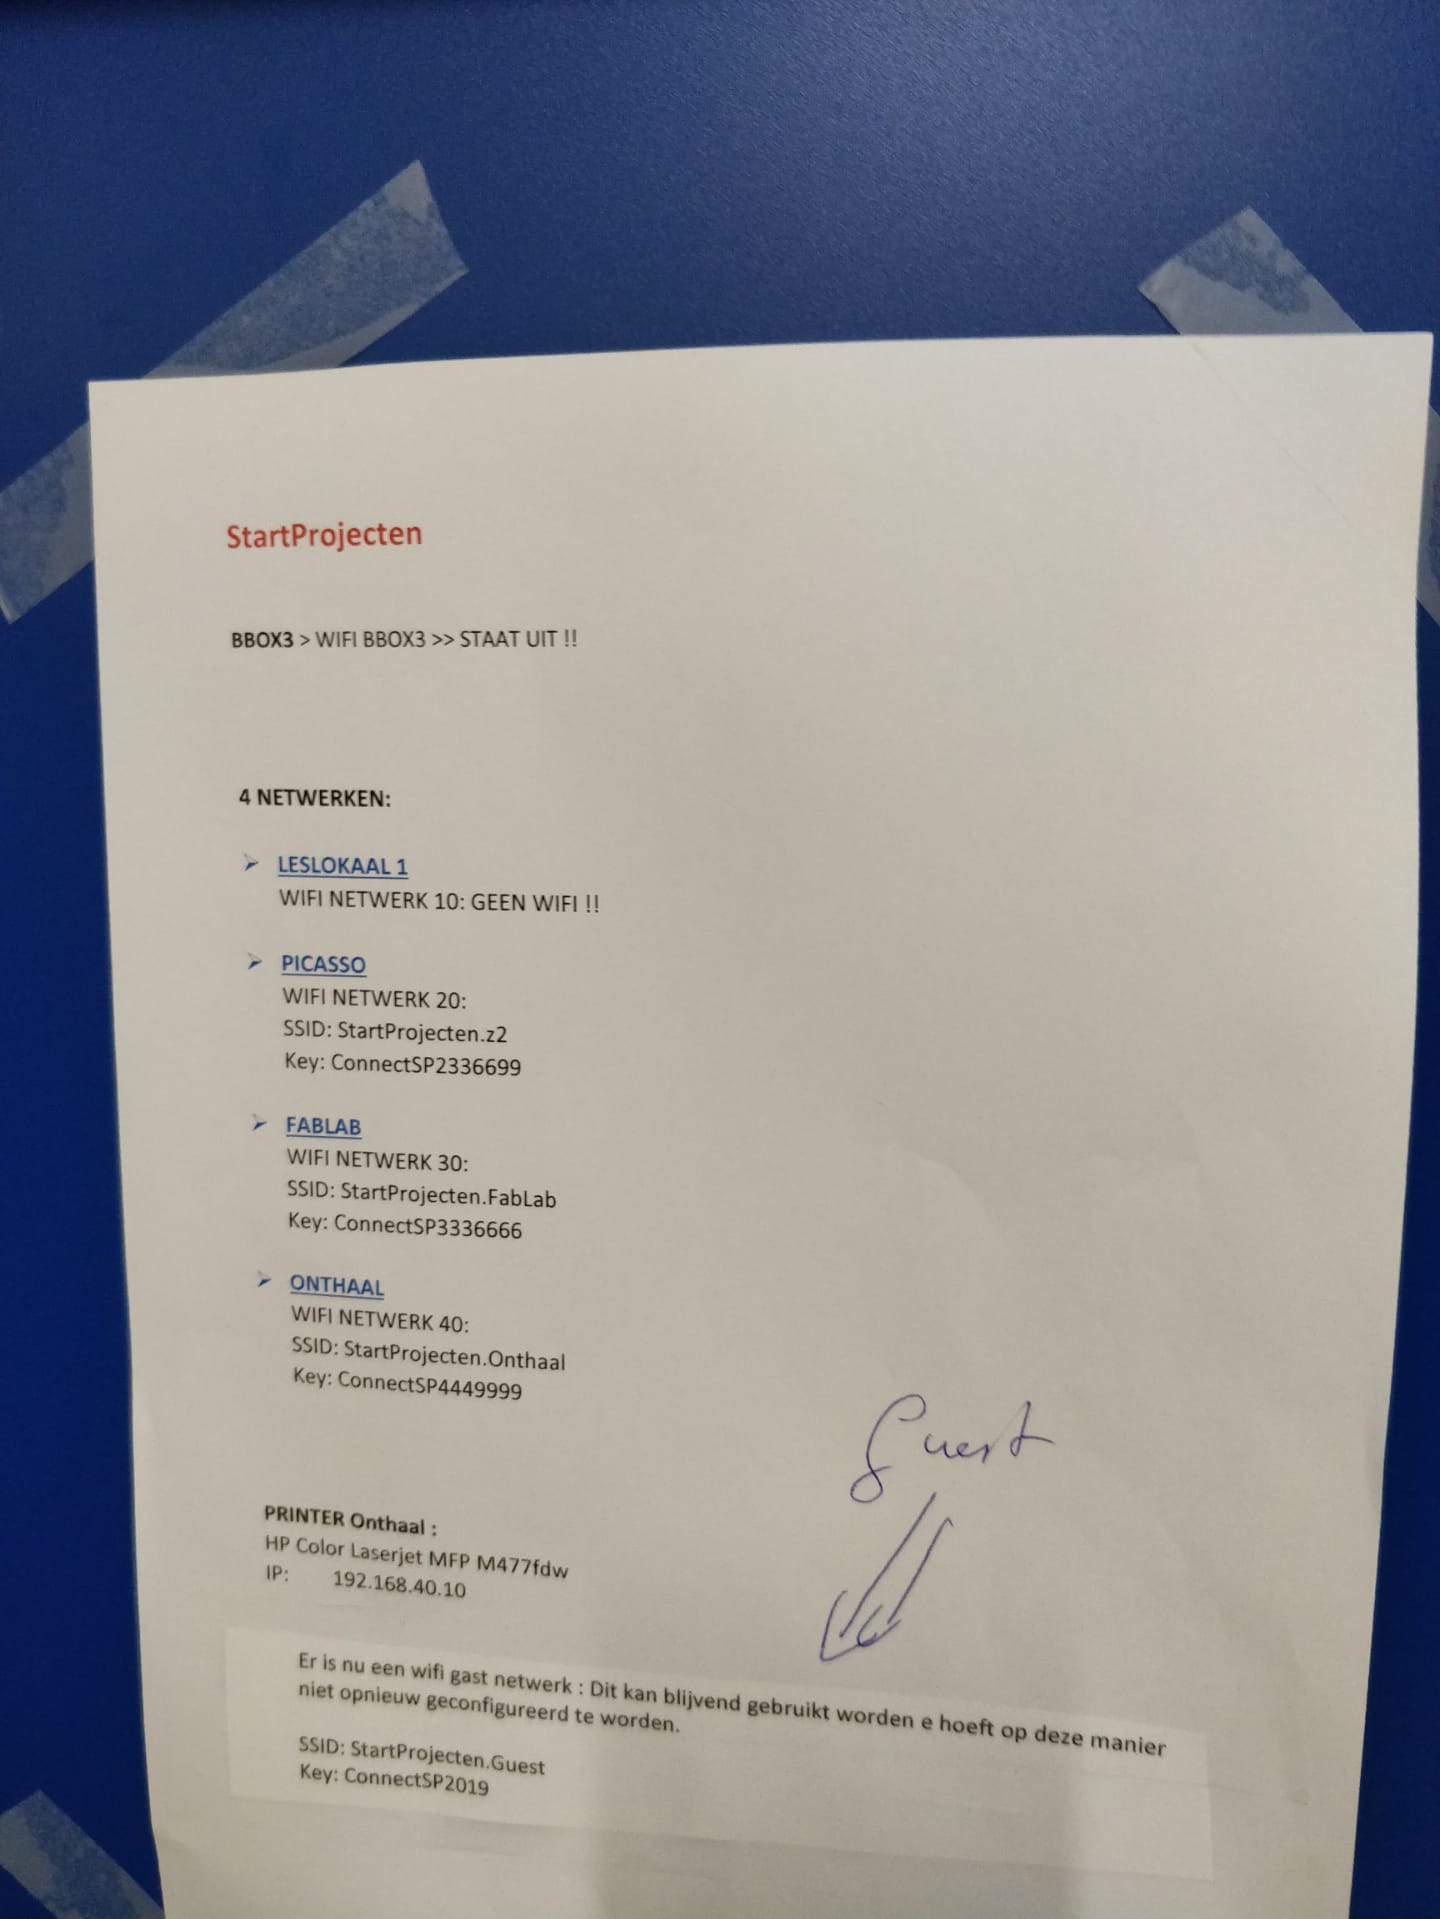 StartProjecten
BBOX3 > WIFI BBOX3 >> STAAT UIT !!
4 NETWERKEN:
➢ LESLOKAAL 1
WIFI NETWERK 10: GEEN WIFI !!
➢ PICASSO
WIFI NETWERK 20:
SSID: StartProjecten.z2
Key: ConnectSP2336699
➢ FABLAB
WIFI NETWERK 30:
SSID: StartProjecten.FabLab
Key: ConnectSP3336666
➢ ONTHAAL
WIFI NETWERK 40:
SSID: StartProjecten.Onthaal
Key: ConnectSP4449999
Guest
PRINTER Onthaal :
HP Color Laserjet MFP M477fdw
IP: 192.168.40.10
Er is nu een wifi gast netwerk : Dit kan blijvend gebruikt worden e hoeft op deze manier
niet opnieuw geconfigureerd te worden.
SSID: StartProjecten.Guest
Key: ConnectSP2019